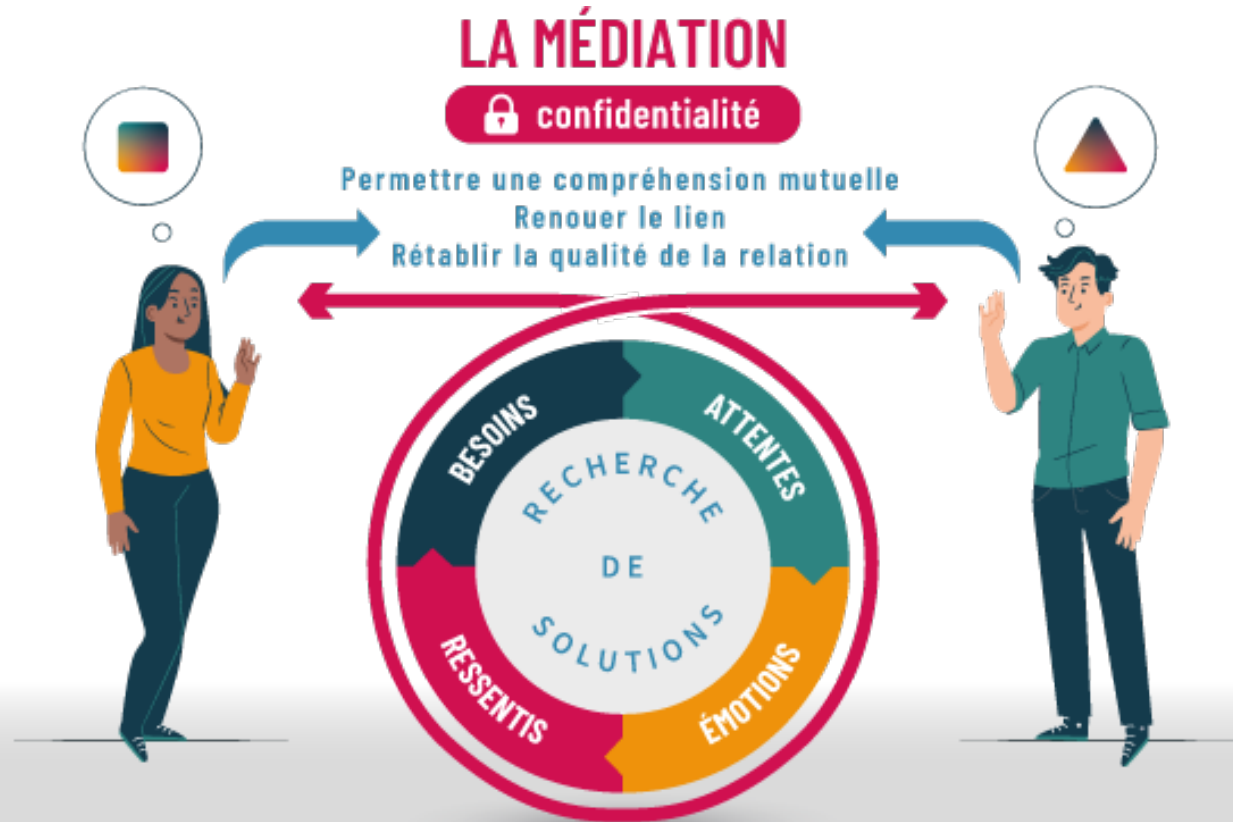 LA MÉDIATION
confidentialité
Permettre une compréhension mutuelle
Renouer le lien
Rétablir la qualité de la relation
BESOINS
ATTENTES
RECHERCHE
DE
SOLUTIONS
RESSENTIS
ÉMOTIONS